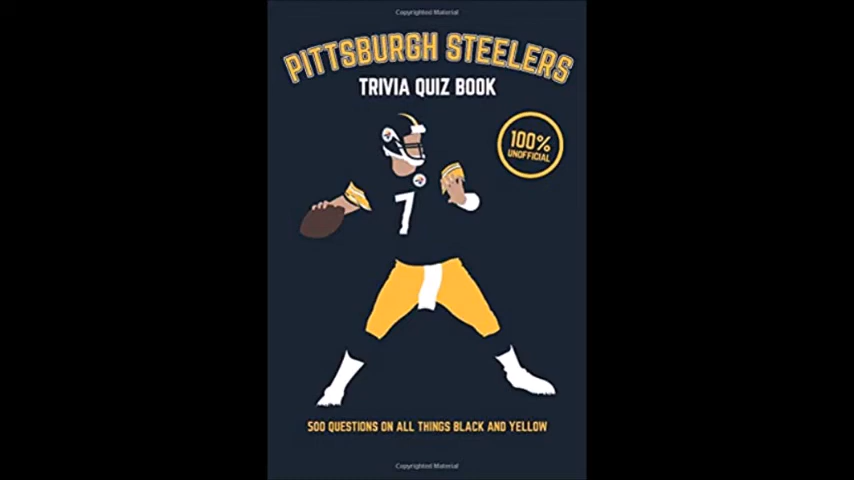 Copyrighted Material
PITTSBURGH STEELERS
TRIVIA QUIZ BOOK
100%
UNOFFICIAL
7
500 QUESTIONS ON ALL THINGS BLACK AND YELLOW
Copyrighted Material